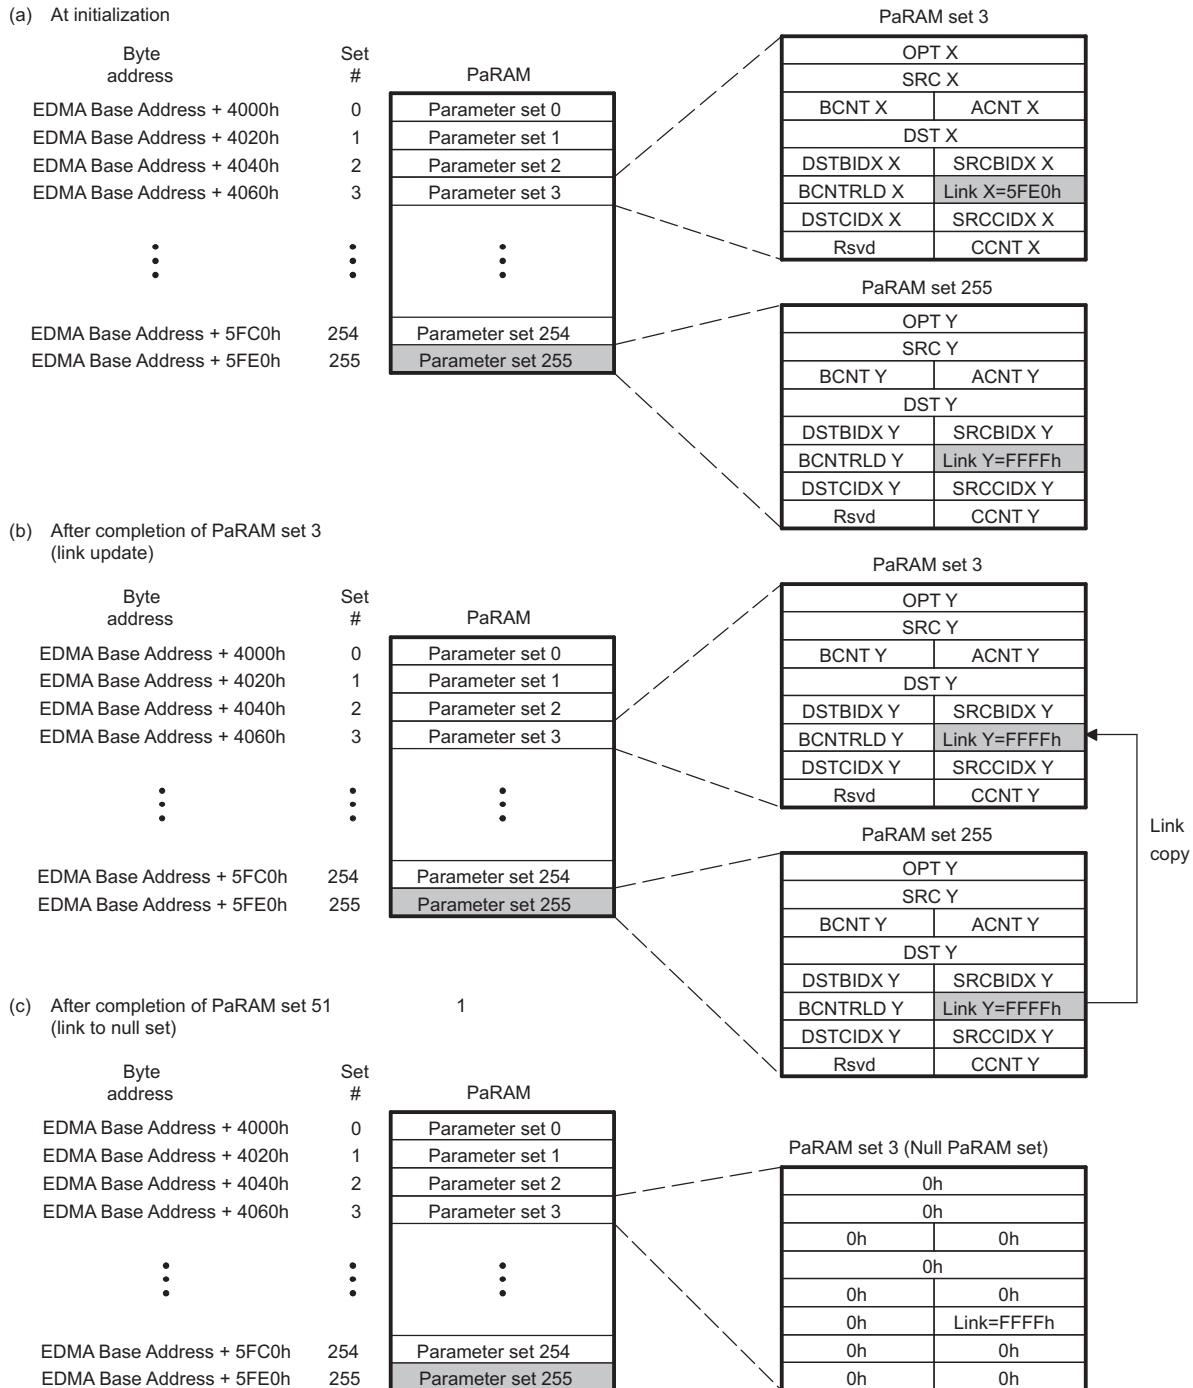 (a) At initialization
Byte address
Set #
PaRAM
EDMA Base Address + 4000h 0 Parameter set 0
EDMA Base Address + 4020h 1 Parameter set 1
EDMA Base Address + 4040h 2 Parameter set 2
EDMA Base Address + 4060h 3 Parameter set 3
EDMA Base Address + 5FC0h 254 Parameter set 254
EDMA Base Address + 5FE0h 255 Parameter set 255
PaRAM set 3
OPT X
SRC X
BCNT X ACNT X
DST X
DSTBIDX X SRCBIDX X
BCNTRLD X Link X=5FE0h
DSTCIDX X SRCCIDX X
Rsvd CCNT X
PaRAM set 255
OPT Y
SRC Y
BCNT Y ACNT Y
DST Y
DSTBIDX Y SRCBIDX Y
BCNTRLD Y Link Y=FFFFh
DSTCIDX Y SRCCIDX Y
Rsvd CCNT Y
(b) After completion of PaRAM set 3
(link update)
Byte address
Set #
PaRAM
EDMA Base Address + 4000h 0 Parameter set 0
EDMA Base Address + 4020h 1 Parameter set 1
EDMA Base Address + 4040h 2 Parameter set 2
EDMA Base Address + 4060h 3 Parameter set 3
EDMA Base Address + 5FC0h 254 Parameter set 254
EDMA Base Address + 5FE0h 255 Parameter set 255
PaRAM set 3
OPT Y
SRC Y
BCNT Y ACNT Y
DST Y
DSTBIDX Y SRCBIDX Y
BCNTRLD Y Link Y=FFFFh
DSTCIDX Y SRCCIDX Y
Rsvd CCNT Y
Link
copy
PaRAM set 255
OPT Y
SRC Y
BCNT Y ACNT Y
DST Y
DSTBIDX Y SRCBIDX Y
BCNTRLD Y Link Y=FFFFh
DSTCIDX Y SRCCIDX Y
Rsvd CCNT Y
(c) After completion of PaRAM set 51 1
(link to null set)
Byte address
Set #
PaRAM
EDMA Base Address + 4000h 0 Parameter set 0
EDMA Base Address + 4020h 1 Parameter set 1
EDMA Base Address + 4040h 2 Parameter set 2
EDMA Base Address + 4060h 3 Parameter set 3
EDMA Base Address + 5FC0h 254 Parameter set 254
EDMA Base Address + 5FE0h 255 Parameter set 255
PaRAM set 3 (Null PaRAM set)
0h
0h
0h 0h
0h
0h 0h
0h Link=FFFFh
0h 0h
0h 0h